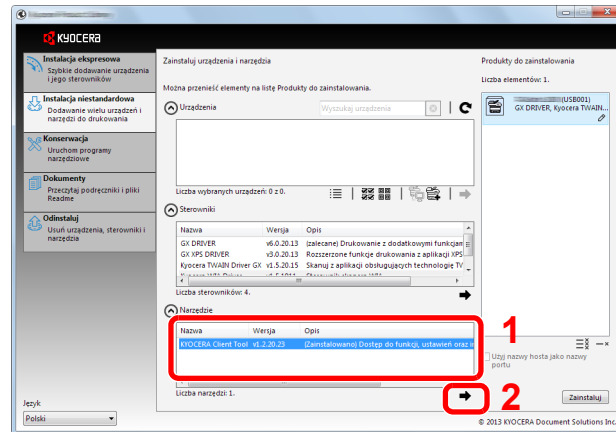 KYOCERA
Instalacja ekspresowa
Szybkie dodawanie urządzenia
i jego sterowników
Instalacja niestandardowa
Dodawanie wielu urządzeń i
narzędzi do drukowania
Konserwacja
Uruchom programy
narzędziowe
Dokumenty
Przeczytaj podręczniki i pliki
Readme
Odinstaluj
Usuń urządzenia, sterowniki i
narzędzia
Język
Polski
Zainstaluj urządzenia i narzędzia
Można przenieść elementy na listę Produkty do zainstalowania.
Urządzenia
Wyszukaj urządzenia
Liczba wybranych urządzeń: 0 z 0.
Sterowniki
Nazwa Wersja Opis
GX DRIVER v6.0.20.13 (zalecane) Drukowanie z dodatkowymi funkcjam
GX XPS DRIVER v3.0.20.13 Rozszerzone funkcje drukowania z aplikacji XPS
Kyocera TWAIN Driver GX v1.5.20.15 Skanuj z aplikacji obsługujących technologię TV
Liczba sterowników: 4.
Narzędzie
Nazwa Wersja Opis
KYOCERA Client Tool v1.2.20.23 (Zainstalowano) Dostęp do funkcji, ustawień oraz in
Liczba narzędzi: 1.
1
2
Produkty do zainstalowania
Liczba elementów: 1.
(USB001)
GX DRIVER, Kyocera TWAIN...
Użyj nazwy hosta jako nazwy
portu
Zainstaluj
© 2013 KYOCERA Document Solutions Inc.